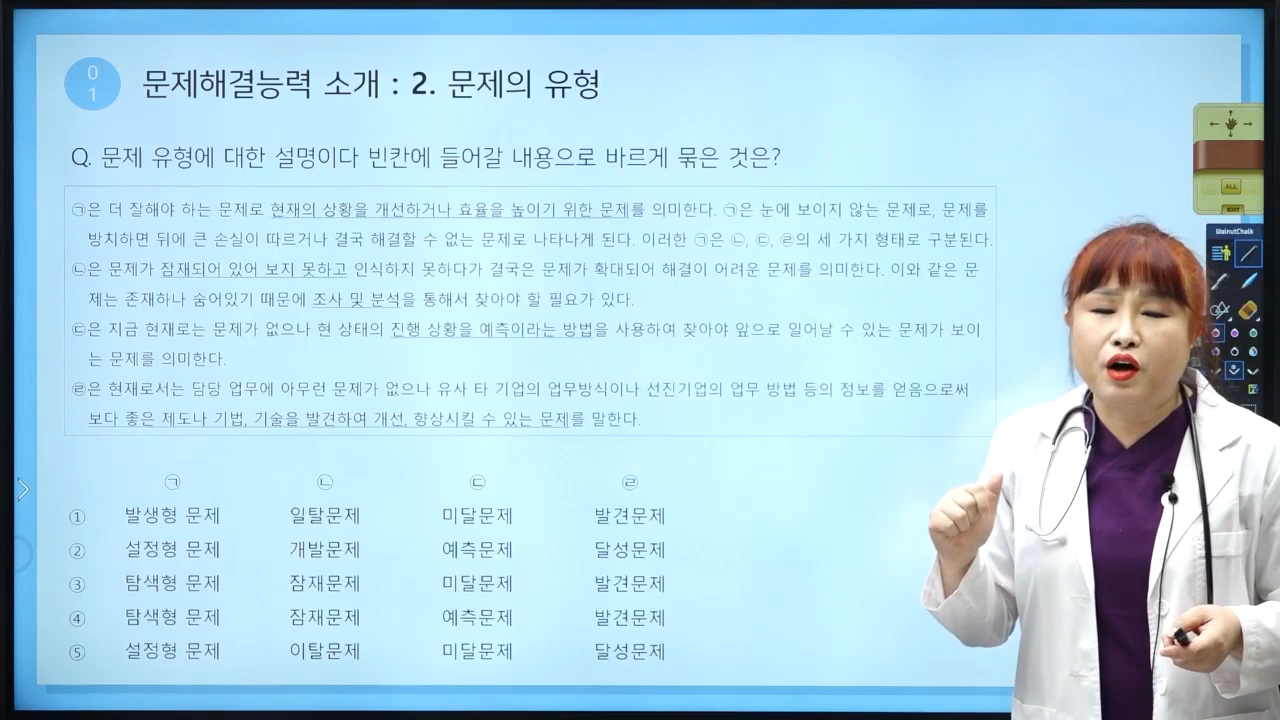 0
1
문제해결능력 소개 : 2. 문제의 유형
Q. 문제 유형에 대한 설명이다 빈칸에 들어갈 내용으로 바르게 묶은 것은?
㉠은 더 잘해야 하는 문제로 현재의 상황을 개선하거나 효율을 높이기 위한 문제를 의미한다. ㉠은 눈에 보이지 않는 문제로, 문제를
방치하면 뒤에 큰 손실이 따르거나 결국 해결할 수 없는 문제로 나타나게 된다. 이러한 ㉠은 ㉡, ㉢, ㉣의 세 가지 형태로 구분된다.
㉡은 문제가 잠재되어 있어 보지 못하고 인식하지 못하다가 결국은 문제가 확대되어 해결이 어려운 문제를 의미한다. 이와 같은 문
제는 존재하나 숨어있기 때문에 조사 및 분석을 통해서 찾아야 할 필요가 있다.
㉢은 지금 현재로는 문제가 없으나 현 상태의 진행 상황을 예측이라는 방법을 사용하여 찾아야 앞으로 일어날 수 있는 문제가 보이
는 문제를 의미한다.
㉣은 현재로서는 담당 업무에 아무런 문제가 없으나 유사 타 기업의 업무방식이나 선진기업의 업무 방법 등의 정보를 얻음으로써
보다 좋은 제도나 기법, 기술을 발견하여 개선, 향상시킬 수 있는 문제를 말한다.
㉠ ㉡ ㉢ ㉣
① 발생형 문제 일탈문제 미달문제 발견문제
② 설정형 문제 개발문제 예측문제 달성문제
③ 탐색형 문제 잠재문제 미달문제 발견문제
④ 탐색형 문제 잠재문제 예측문제 발견문제
⑤ 설정형 문제 이탈문제 미달문제 달성문제
ALL
EXIT
WalnutChalk